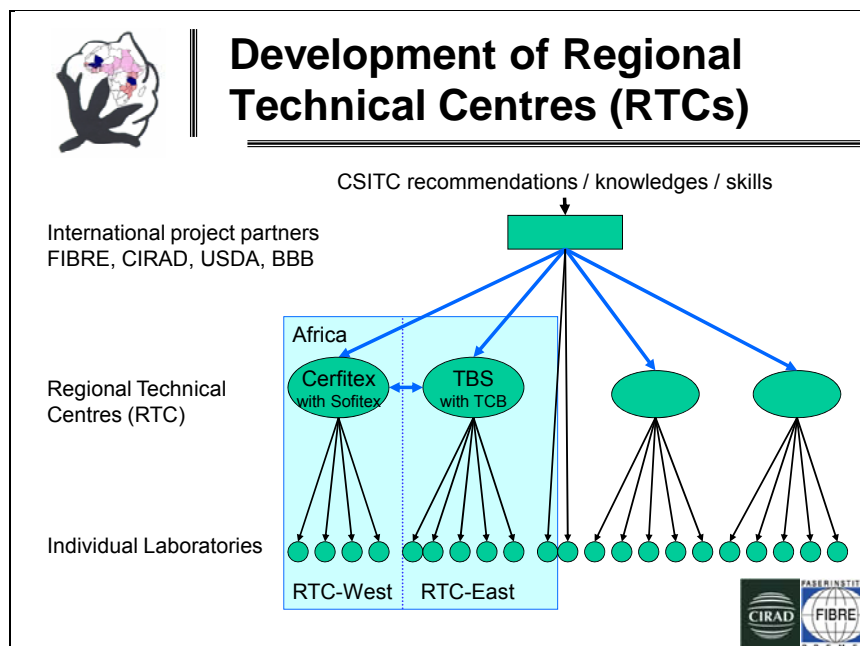 Development of Regional
Technical Centres (RTCs)
CSITC recommendations / knowledges / skills
International project partners
FIBRE, CIRAD, USDA, BBB
Africa
Cerfitex
with Sofitex
TBS
with TCB
Regional Technical
Centres (RTC)
Individual Laboratories
RTC-West
RTC-East
CIRAD
FASERINSTIT
FIBRE